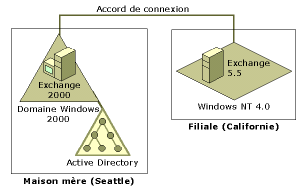 Accord de connexion
Exchange
2000
Domaine Windows
2000
Active Directory
Maison mère (Seattle)
Exchange
5.5
Windows NT 4.0
Filiale (Californie)